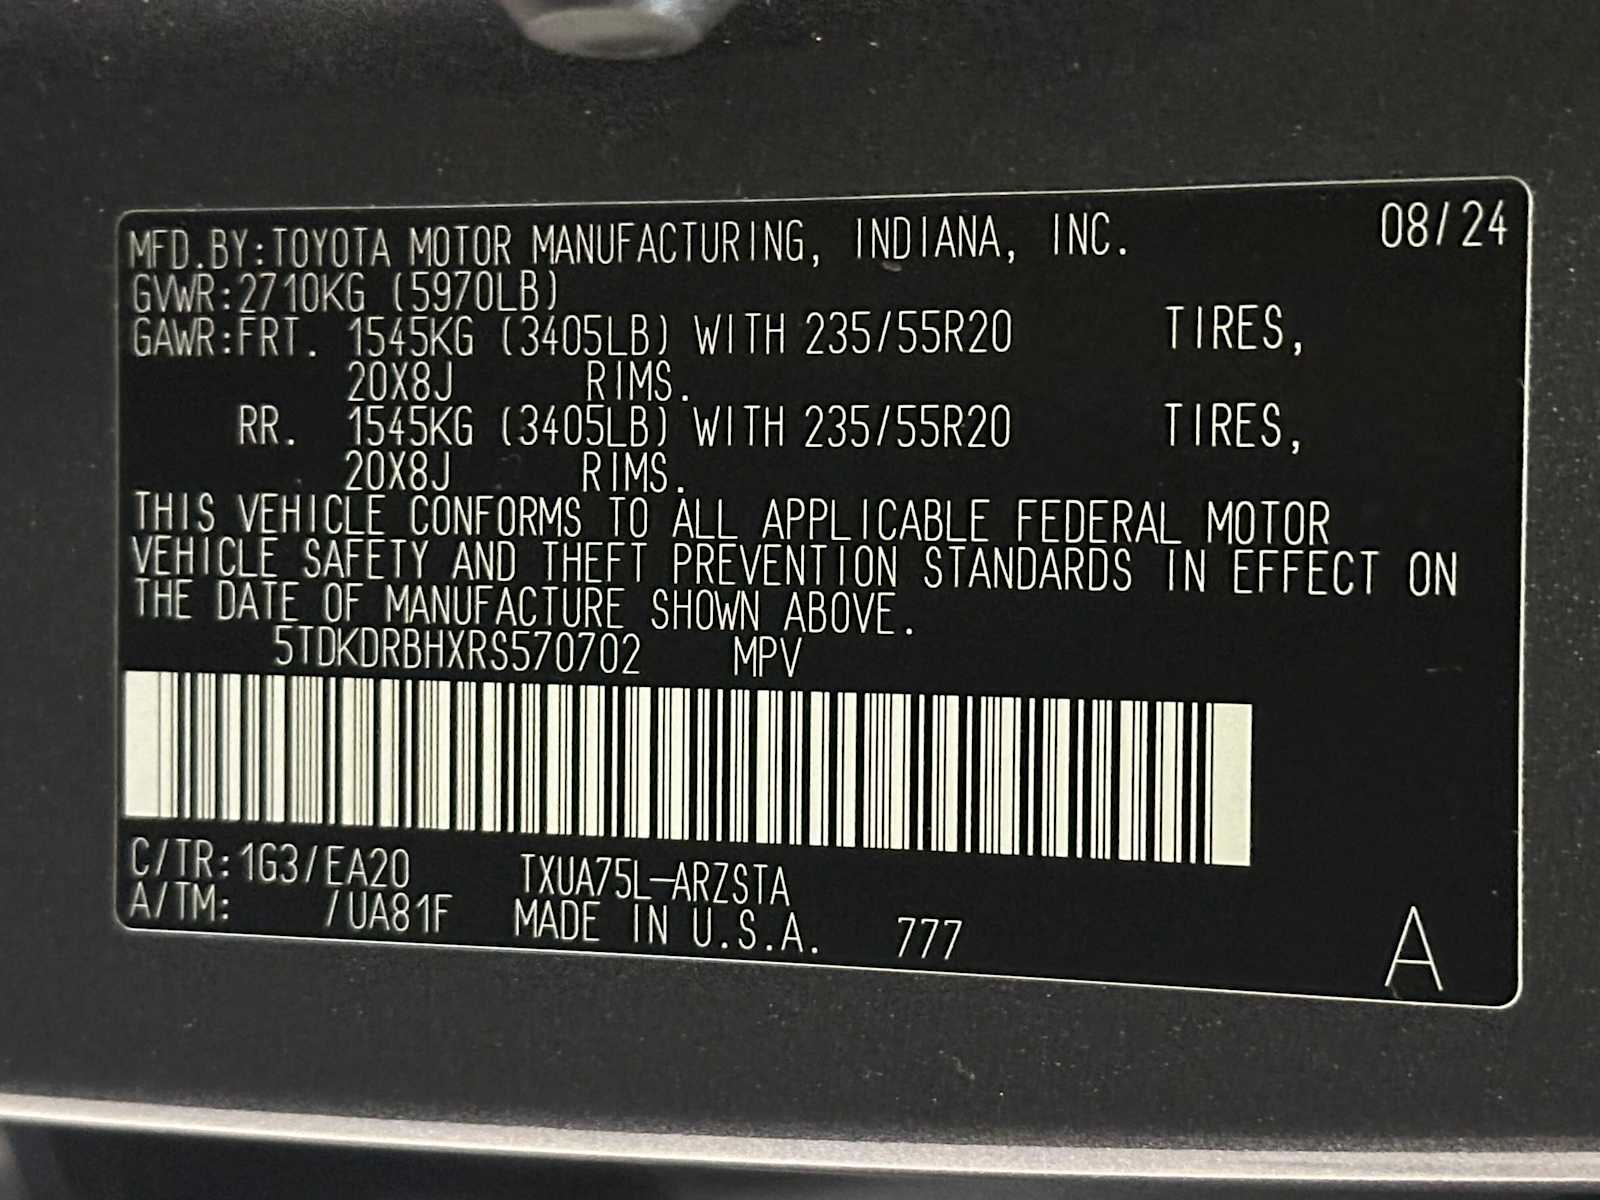 MFD.BY:TOYOTA MOTOR MANUFACTURING, INDIANA, INC. 08/24
GVWR:2710KG (5970LB)
GAWR:FRT. 1545KG (3405LB) WITH 235/55R20 TIRES,
20X8J RIMS.
RR. 1545KG (3405LB) WITH 235/55R20 TIRES,
20X8J RIMS.
THIS VEHICLE CONFORMS TO ALL APPLICABLE FEDERAL MOTOR
VEHICLE SAFETY AND THEFT PREVENTION STANDARDS IN EFFECT ON
THE DATE OF MANUFACTURE SHOWN ABOVE.
5TDKDRBHXRS570702 MPV
C/TR:1G3/EA20 TXUA75L-ARZSTA
A/TM: /UA81F MADE IN U.S.A. 777
A